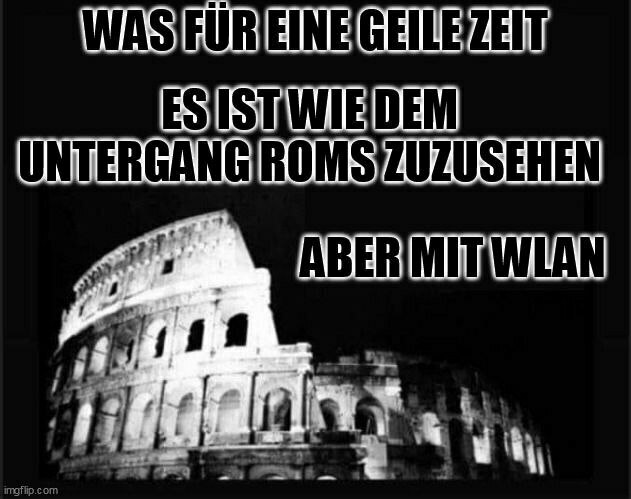 WAS FÜR EINE GEILE ZEIT
ES IST WIE DEM
UNTERGANG ROMS ZUZUSEHEN
ABER MIT WLAN
imgflip.com